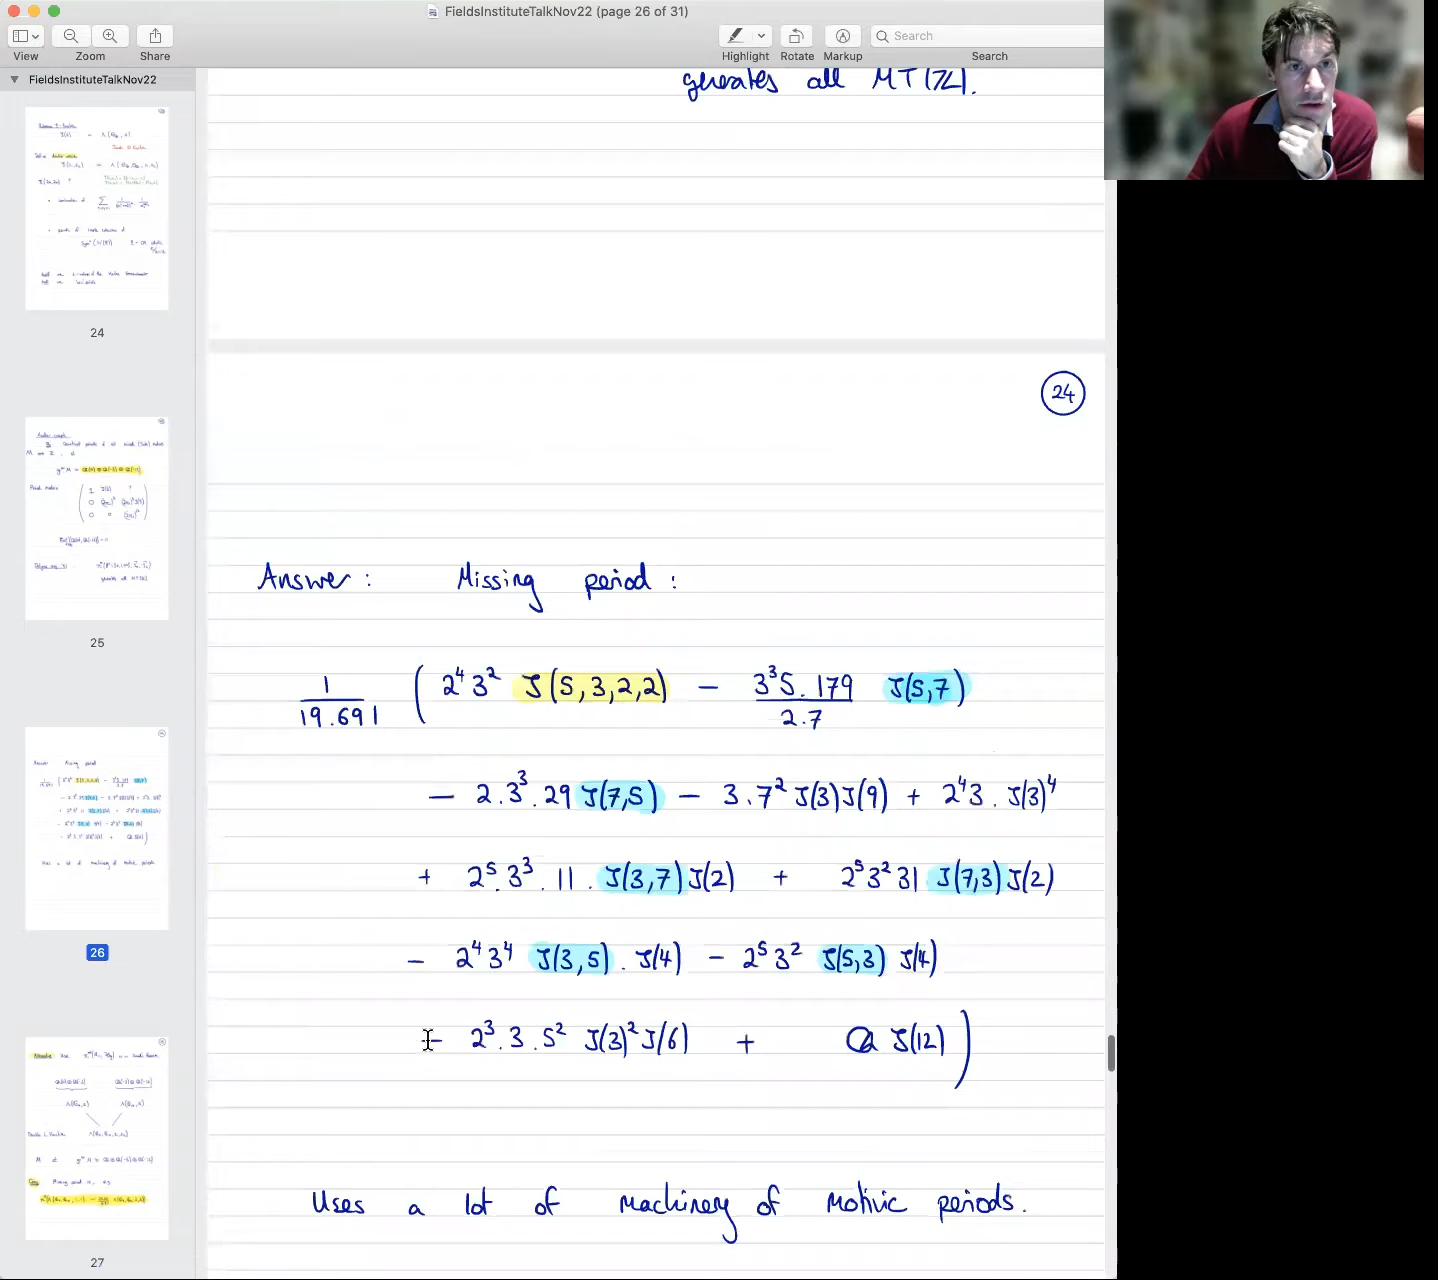 FieldsInstituteTalkNov22 (page 26 of 31)
View Zoom Share Highlight Rotate Markup Search
Search
FieldsInstituteTalkNov22
24
25
26
27
generates all MT(Z).
24
Answer : Missing period :
1/19.691 ( 2⁴3² ζ(5,3,2,2) − 3³5.179/2.7 ζ(5,7)
− 2.3³.29 ζ(7,5) − 3.7² ζ(3)ζ(9) + 2⁴3 . ζ(3)⁴
+ 2⁵.3³.11 . ζ(3,7)ζ(2) + 2⁵3²31 ζ(7,3)ζ(2)
− 2⁴3⁴ ζ(3,5) . ζ(4) − 2⁵3² ζ(5,3) ζ(4)
− 2³.3.5² ζ(3)²ζ(6) + Q ζ(12) )
Uses a lot of machinery of motivic periods.